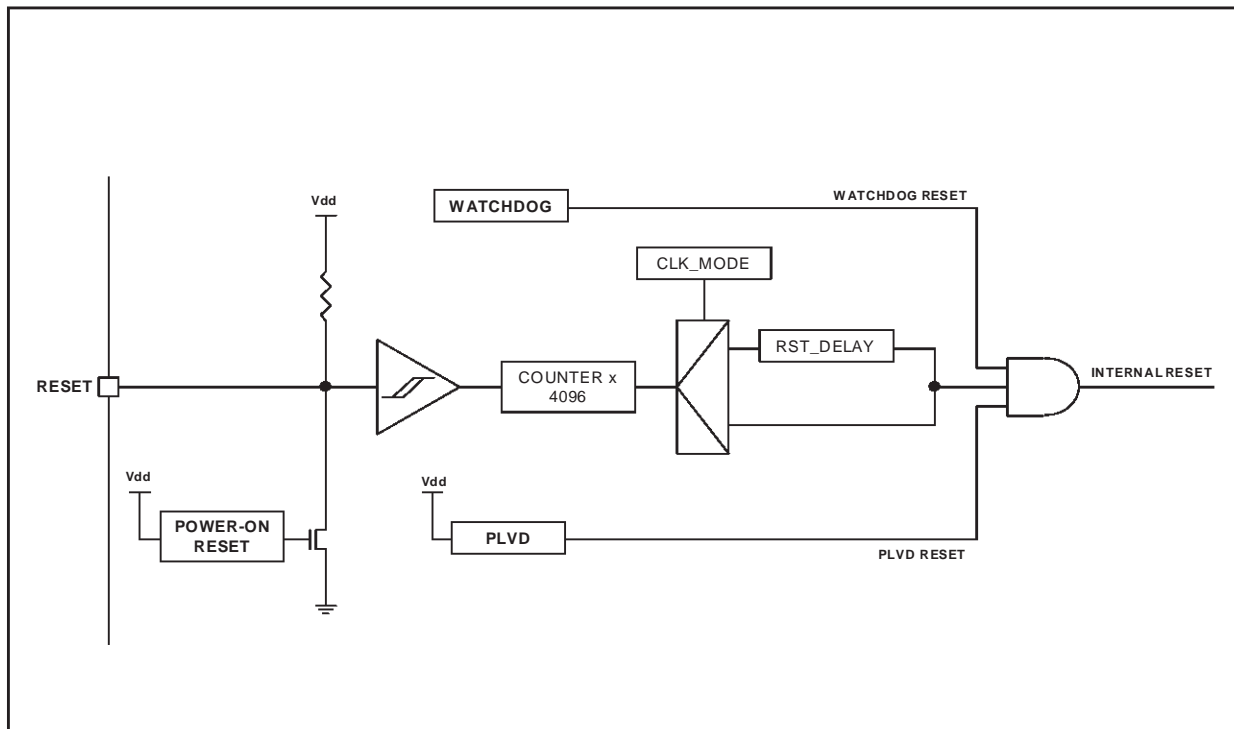 Vdd
WATCHDOG
WATCHDOG RESET
CLK_MODE
RST_DELAY
RESET
COUNTER x
4096
INTERNAL RESET
Vdd
POWER-ON
RESET
Vdd
PLVD
PLVD RESET